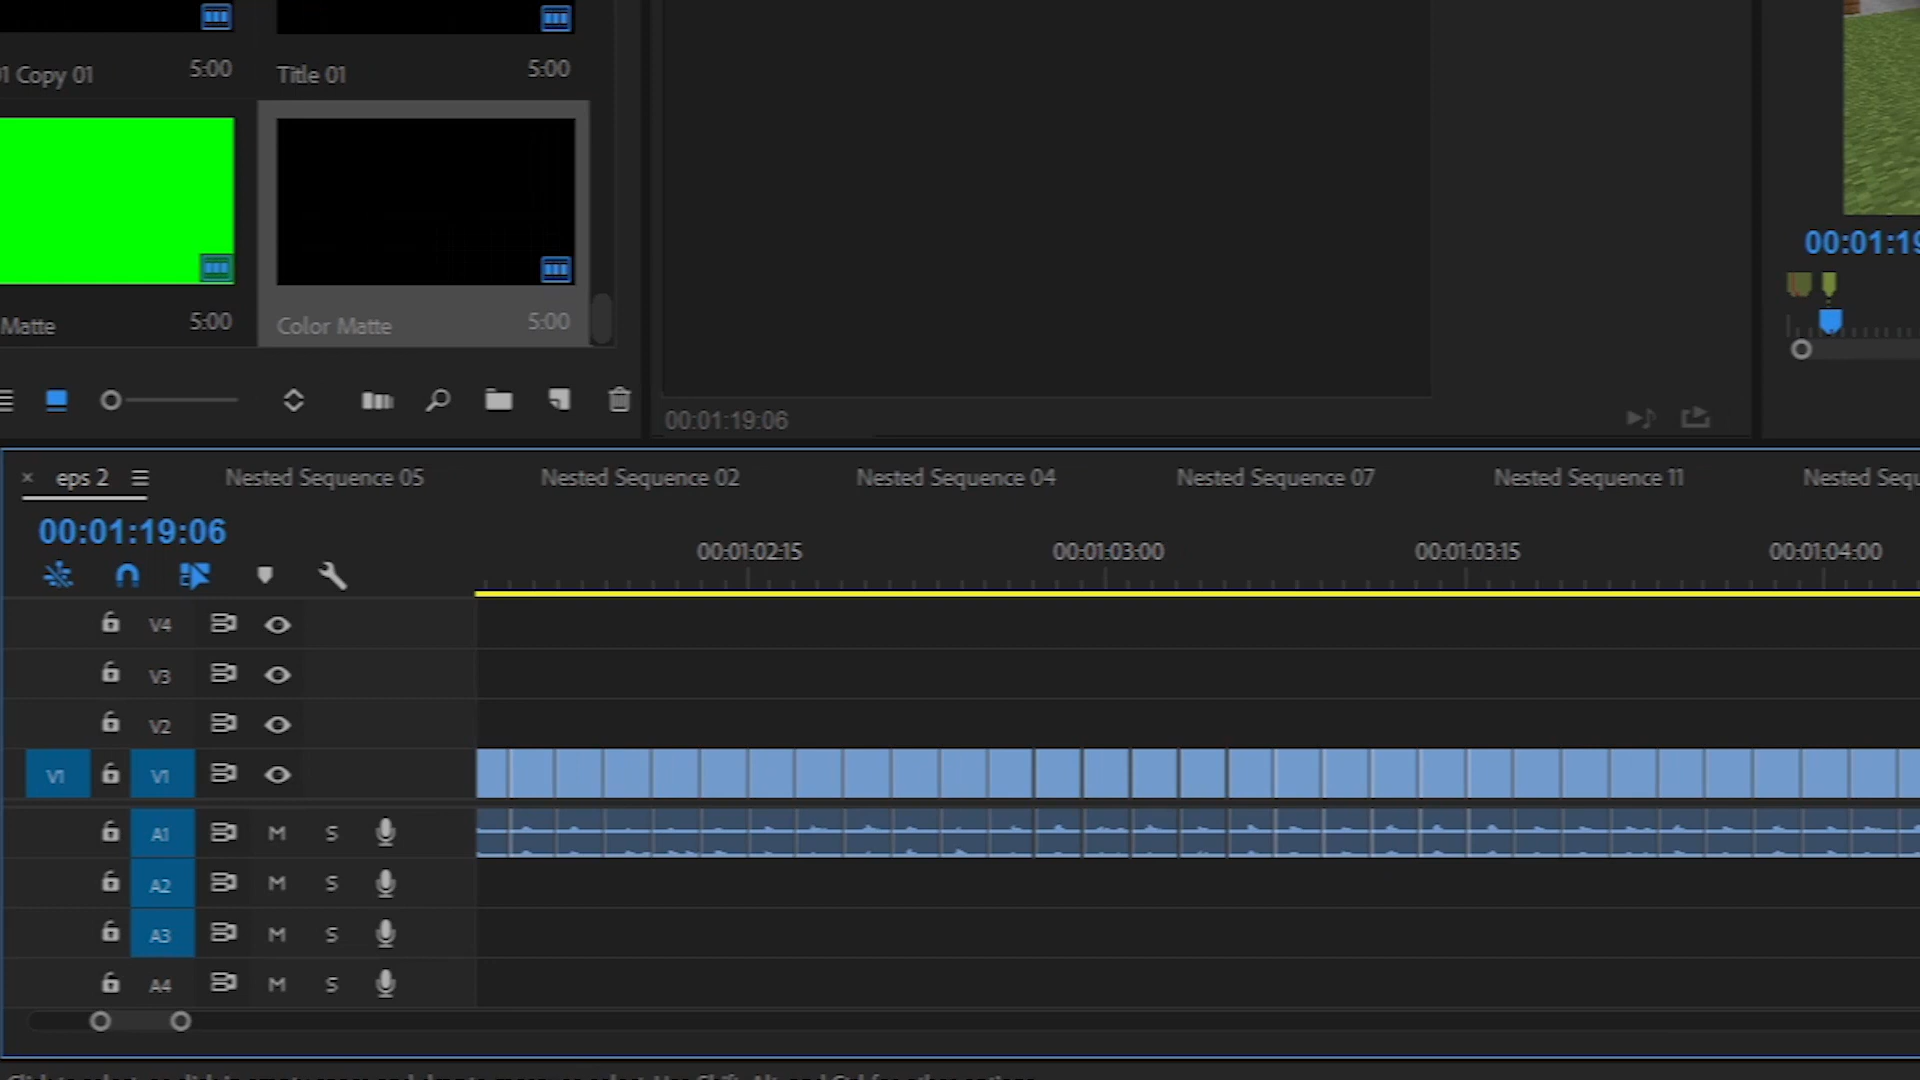 01 Copy 01 5:00 Title 01 5:00
Matte 5:00 Color Matte 5:00
00:01:19
00:01:19:06
eps 2 Nested Sequence 05 Nested Sequence 02 Nested Sequence 04 Nested Sequence 07 Nested Sequence 11 Nested
00:01:19:06
00:01:02:15 00:01:03:00 00:01:03:15 00:01:04:00
V4
V3
V2
V1 V1
A1 M S
A2 M S
A3 M S
A4 M S